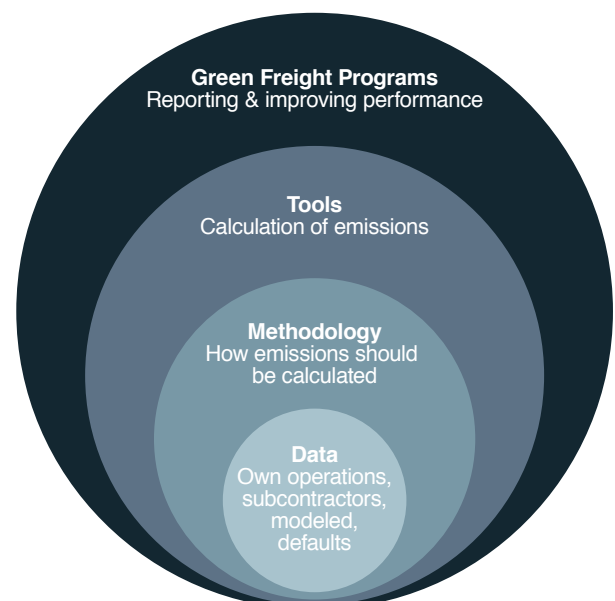 Green Freight Programs
Reporting & improving performance
Tools
Calculation of emissions
Methodology
How emissions should
be calculated
Data
Own operations,
subcontractors,
modeled,
defaults